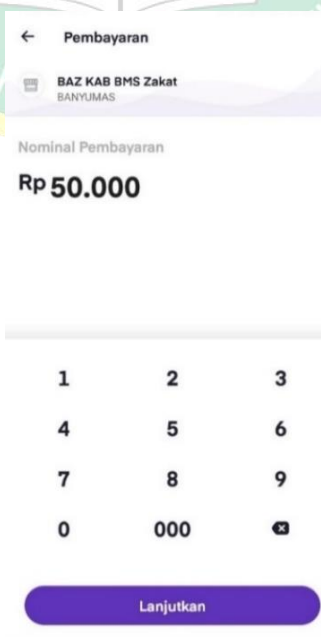 Pembayaran
BAZ KAB BMS Zakat
BANYUMAS
Nominal Pembayaran
Rp 50.000
1 2 3
4 5 6
7 8 9
0 000
Lanjutkan